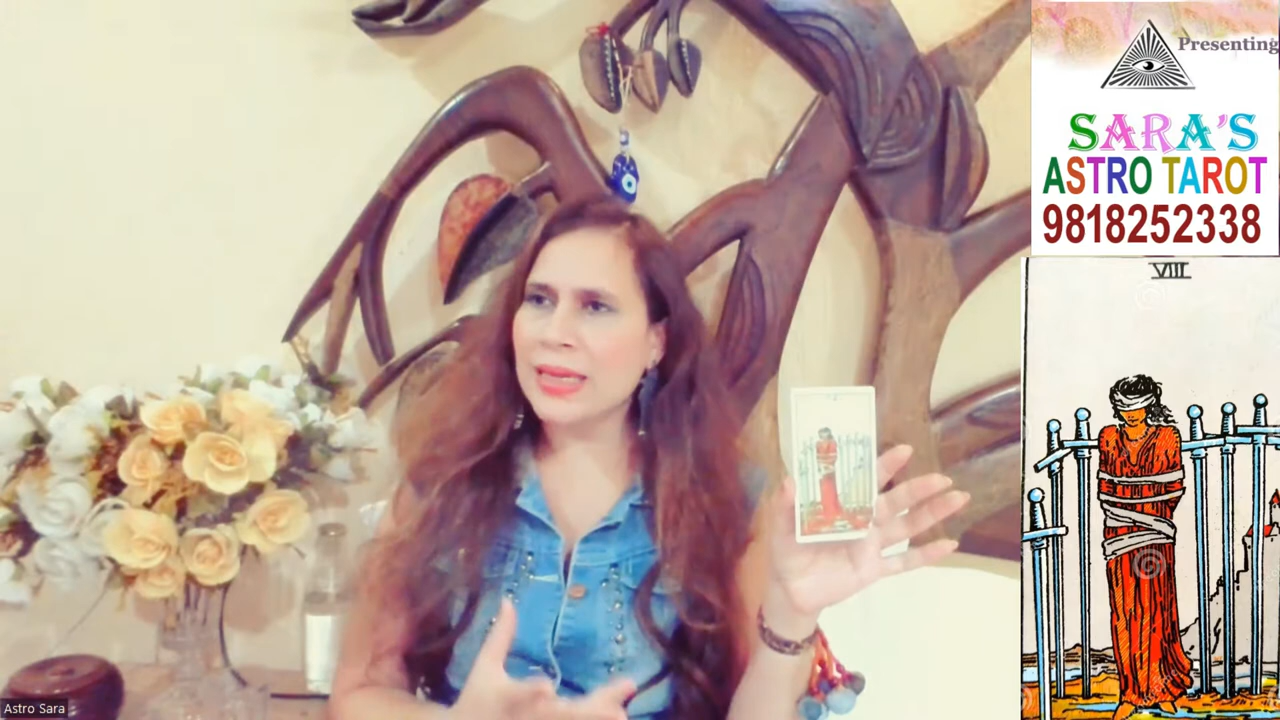 Presenting
SARA'S
ASTRO TAROT
9818252338
VIII
Astro Sara